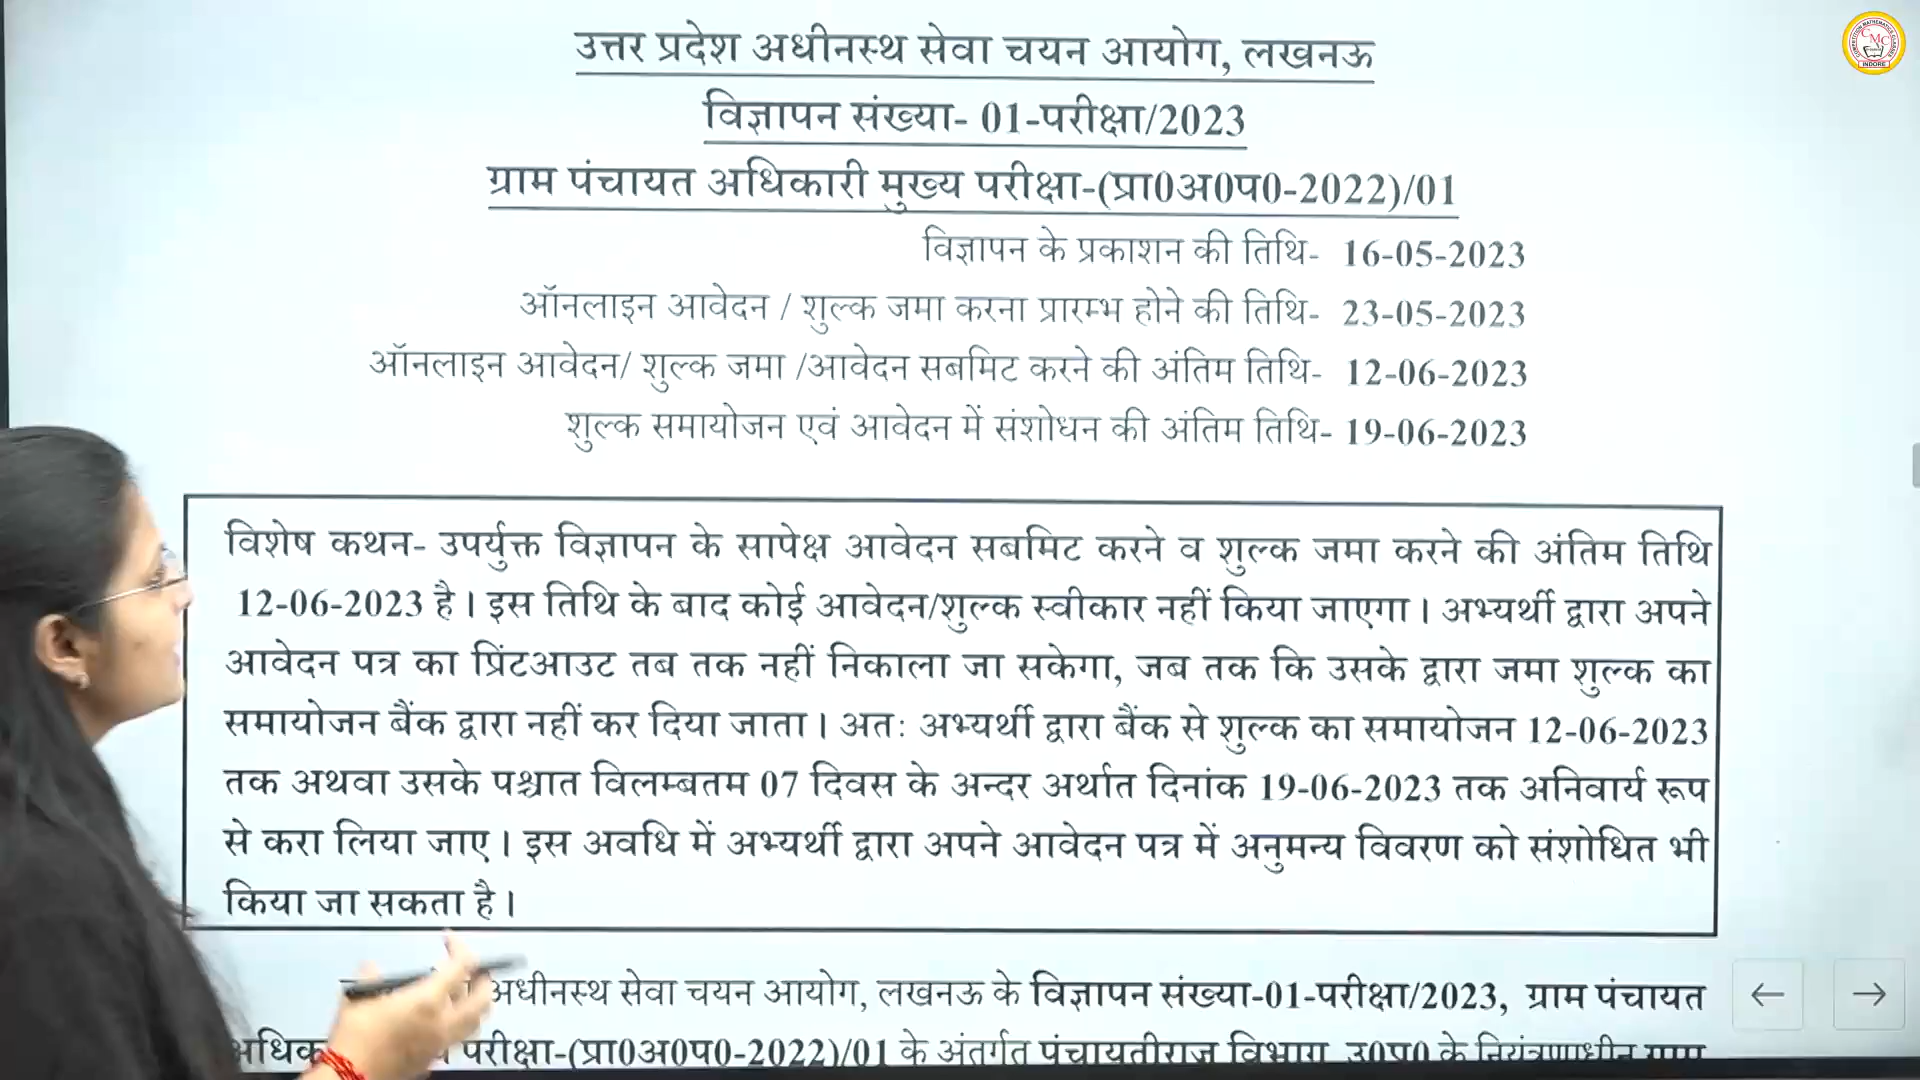 उत्तर प्रदेश अधीनस्थ सेवा चयन आयोग, लखनऊ
विज्ञापन संख्या- 01-परीक्षा/2023
ग्राम पंचायत अधिकारी मुख्य परीक्षा-(प्रा0अ0प0-2022)/01
विज्ञापन के प्रकाशन की तिथि- 16-05-2023
ऑनलाइन आवेदन / शुल्क जमा करना प्रारम्भ होने की तिथि- 23-05-2023
ऑनलाइन आवेदन/ शुल्क जमा /आवेदन सबमिट करने की अंतिम तिथि- 12-06-2023
शुल्क समायोजन एवं आवेदन में संशोधन की अंतिम तिथि- 19-06-2023
विशेष कथन- उपर्युक्त विज्ञापन के सापेक्ष आवेदन सबमिट करने व शुल्क जमा करने की अंतिम तिथि
12-06-2023 है। इस तिथि के बाद कोई आवेदन/शुल्क स्वीकार नहीं किया जाएगा। अभ्यर्थी द्वारा अपने
आवेदन पत्र का प्रिंटआउट तब तक नहीं निकाला जा सकेगा, जब तक कि उसके द्वारा जमा शुल्क का
समायोजन बैंक द्वारा नहीं कर दिया जाता। अतः अभ्यर्थी द्वारा बैंक से शुल्क का समायोजन 12-06-2023
तक अथवा उसके पश्चात विलम्बतम 07 दिवस के अन्दर अर्थात दिनांक 19-06-2023 तक अनिवार्य रूप
से करा लिया जाए। इस अवधि में अभ्यर्थी द्वारा अपने आवेदन पत्र में अनुमन्य विवरण को संशोधित भी
किया जा सकता है।
अधीनस्थ सेवा चयन आयोग, लखनऊ के विज्ञापन संख्या-01-परीक्षा/2023, ग्राम पंचायत
परीक्षा-(प्रा0अ0प0-2022)/01 के अंतर्गत पंचायतीराज विभाग, उ0प्र0 के नियंत्रणाधीन ग्राम
CMC
INDORE